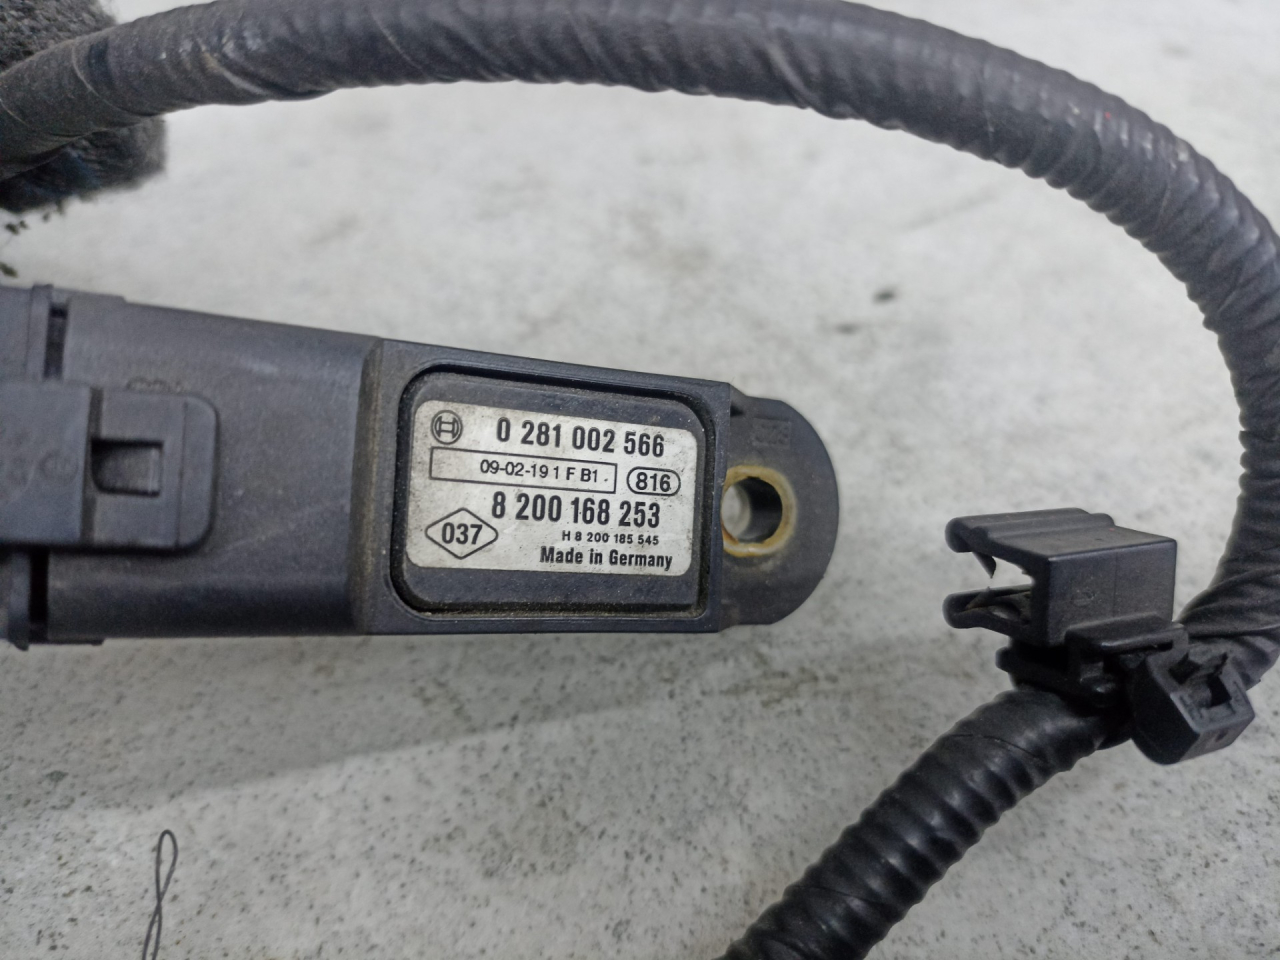 0 281 002 566
09-02-19 1 F B1
816
8 200 168 253
037
H 8 200 185 545
Made in Germany